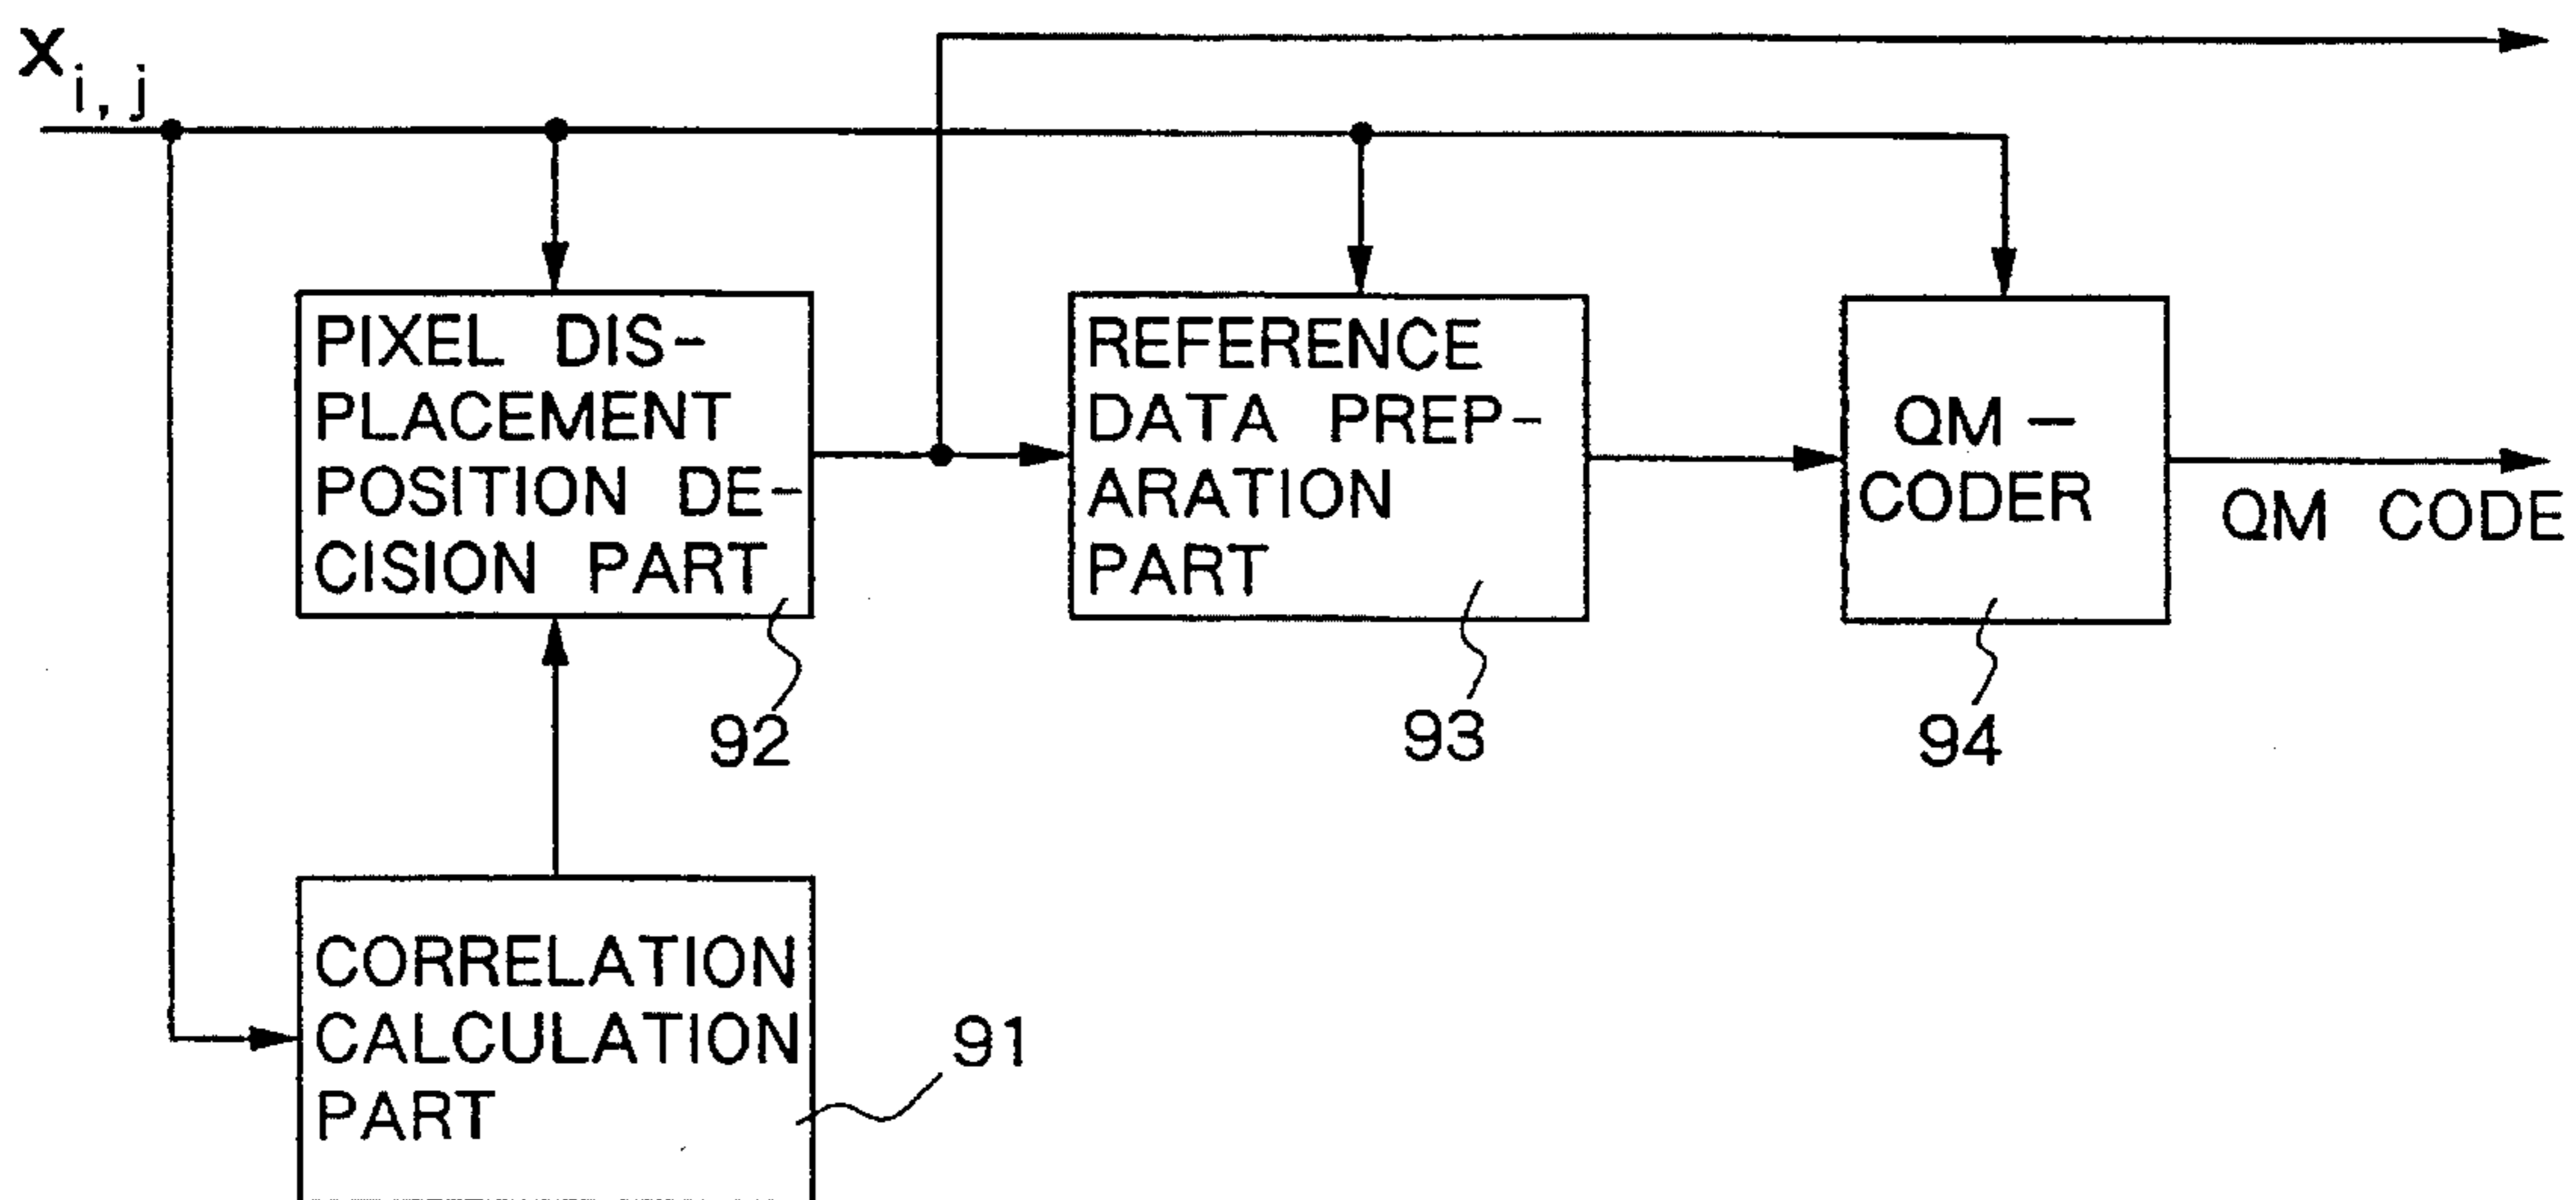 X i, j
PIXEL DIS-
PLACEMENT
POSITION DE-
CISION PART
92
REFERENCE
DATA PREP-
ARATION
PART
93
QM-
CODER
94
QM CODE
CORRELATION
CALCULATION
PART
91